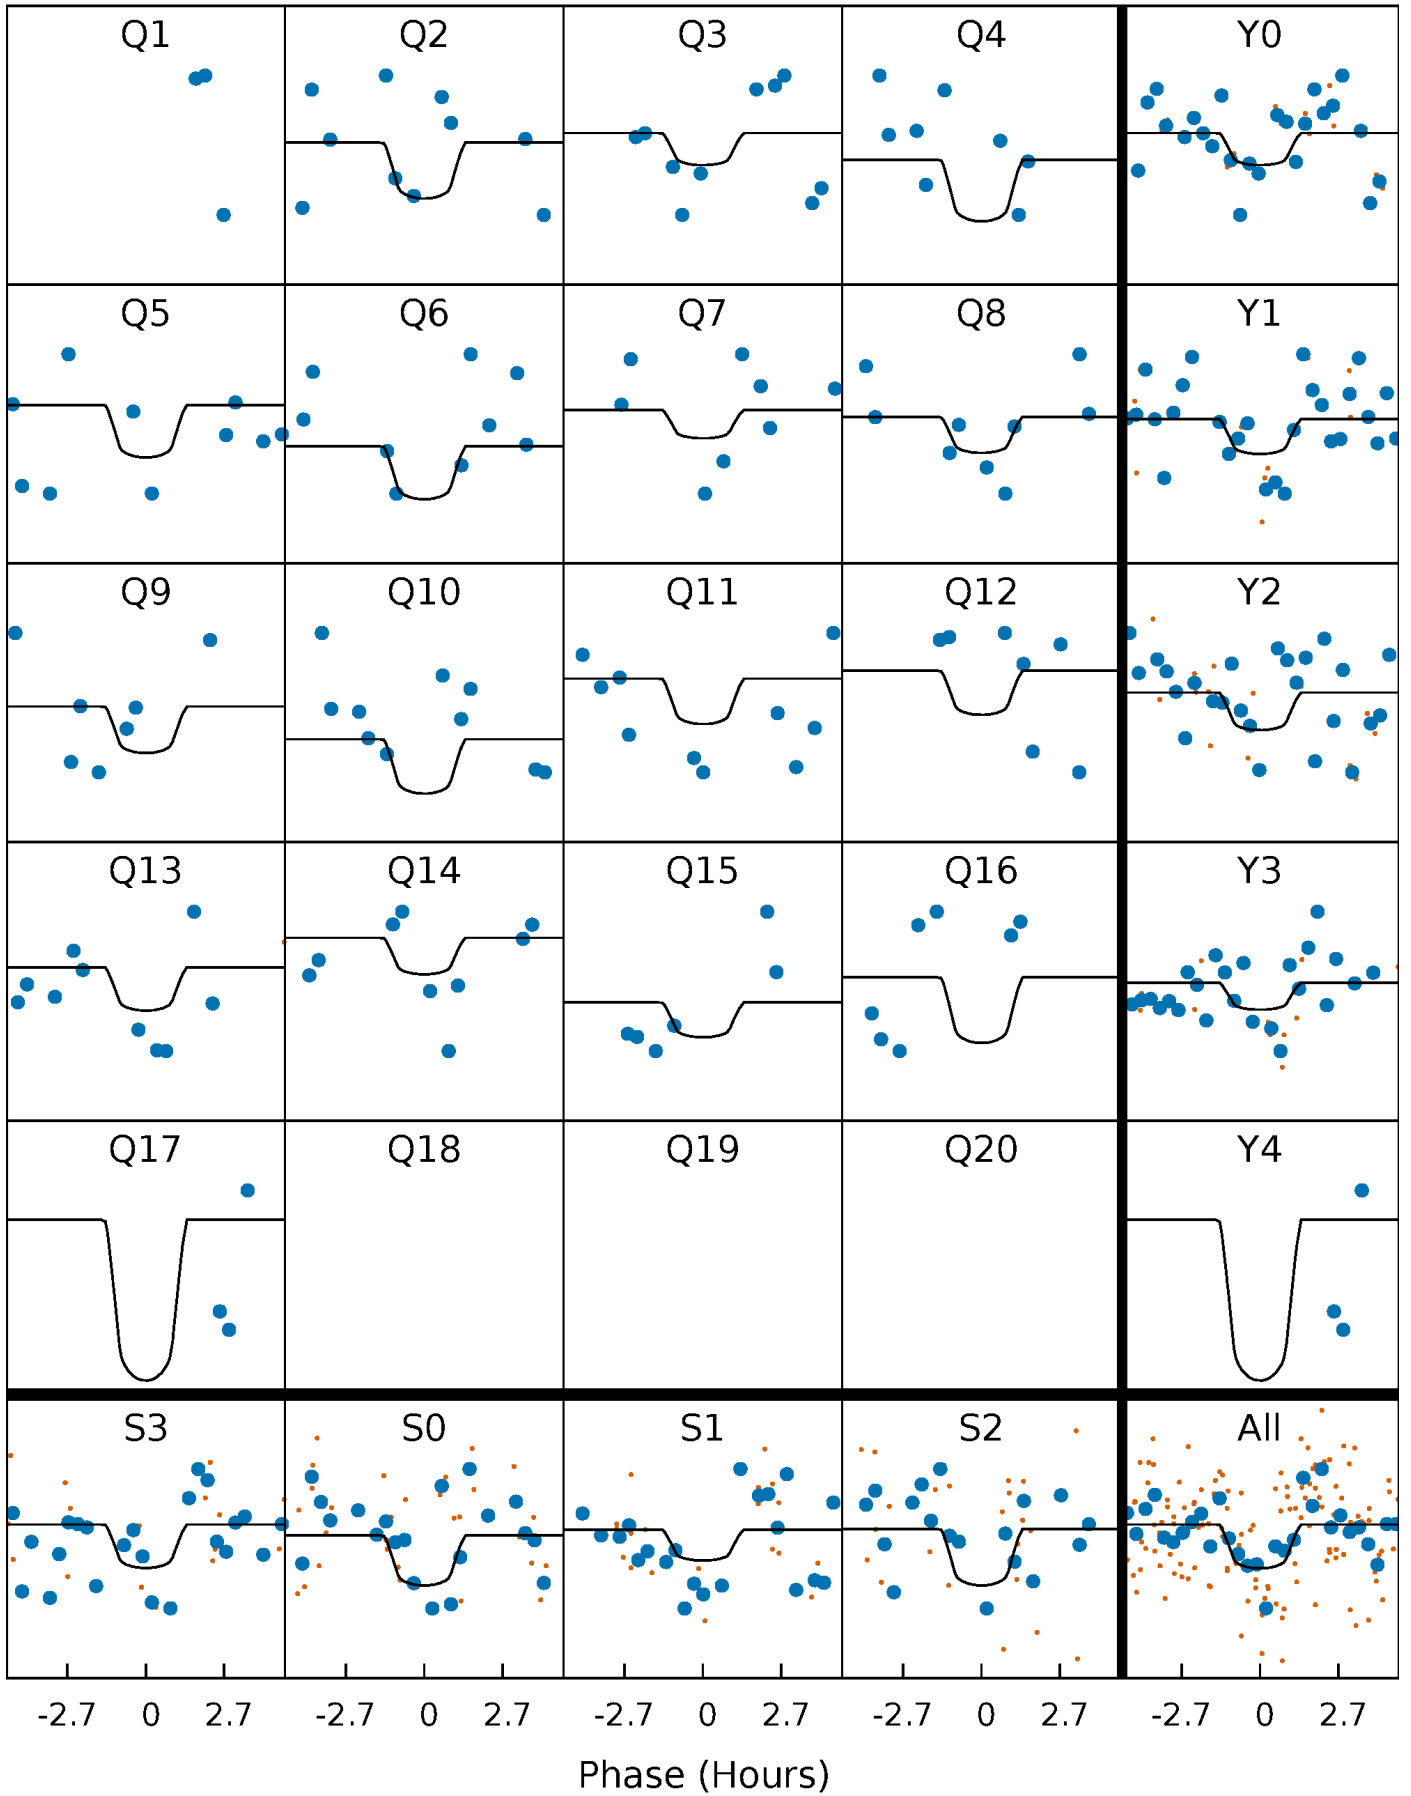 Q1 Q2 Q3 Q4 Y0
Q5 Q6 Q7 Q8 Y1
Q9 Q10 Q11 Q12 Y2
Q13 Q14 Q15 Q16 Y3
Q17 Q18 Q19 Q20 Y4
S3 S0 S1 S2 All
-2.7 0 2.7 -2.7 0 2.7 -2.7 0 2.7 -2.7 0 2.7 -2.7 0 2.7
Phase (Hours)